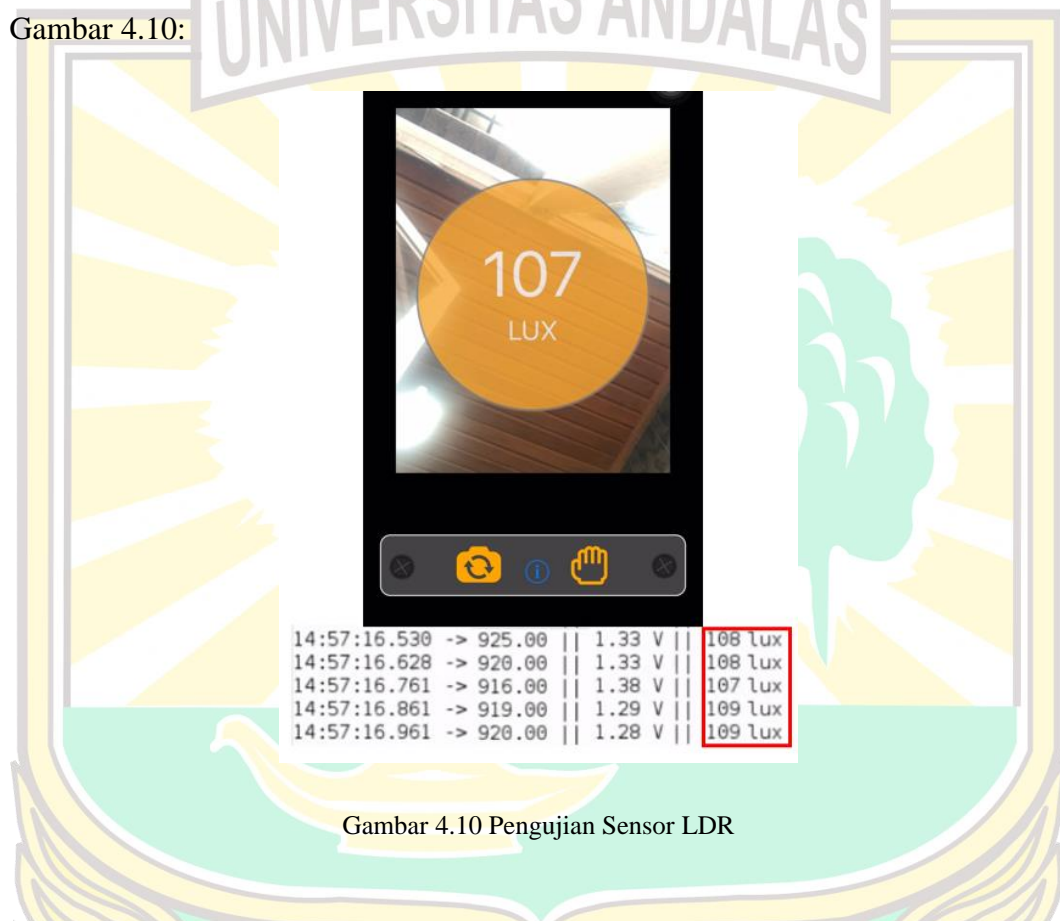 UNIVERSITAS ANDALAS
Gambar 4.10:
107
LUX
14:57:16.530 -> 925.00 || 1.33 V || 108 lux
14:57:16.628 -> 920.00 || 1.33 V || 108 lux
14:57:16.761 -> 916.00 || 1.38 V || 107 lux
14:57:16.861 -> 919.00 || 1.29 V || 109 lux
14:57:16.961 -> 920.00 || 1.28 V || 109 lux
Gambar 4.10 Pengujian Sensor LDR